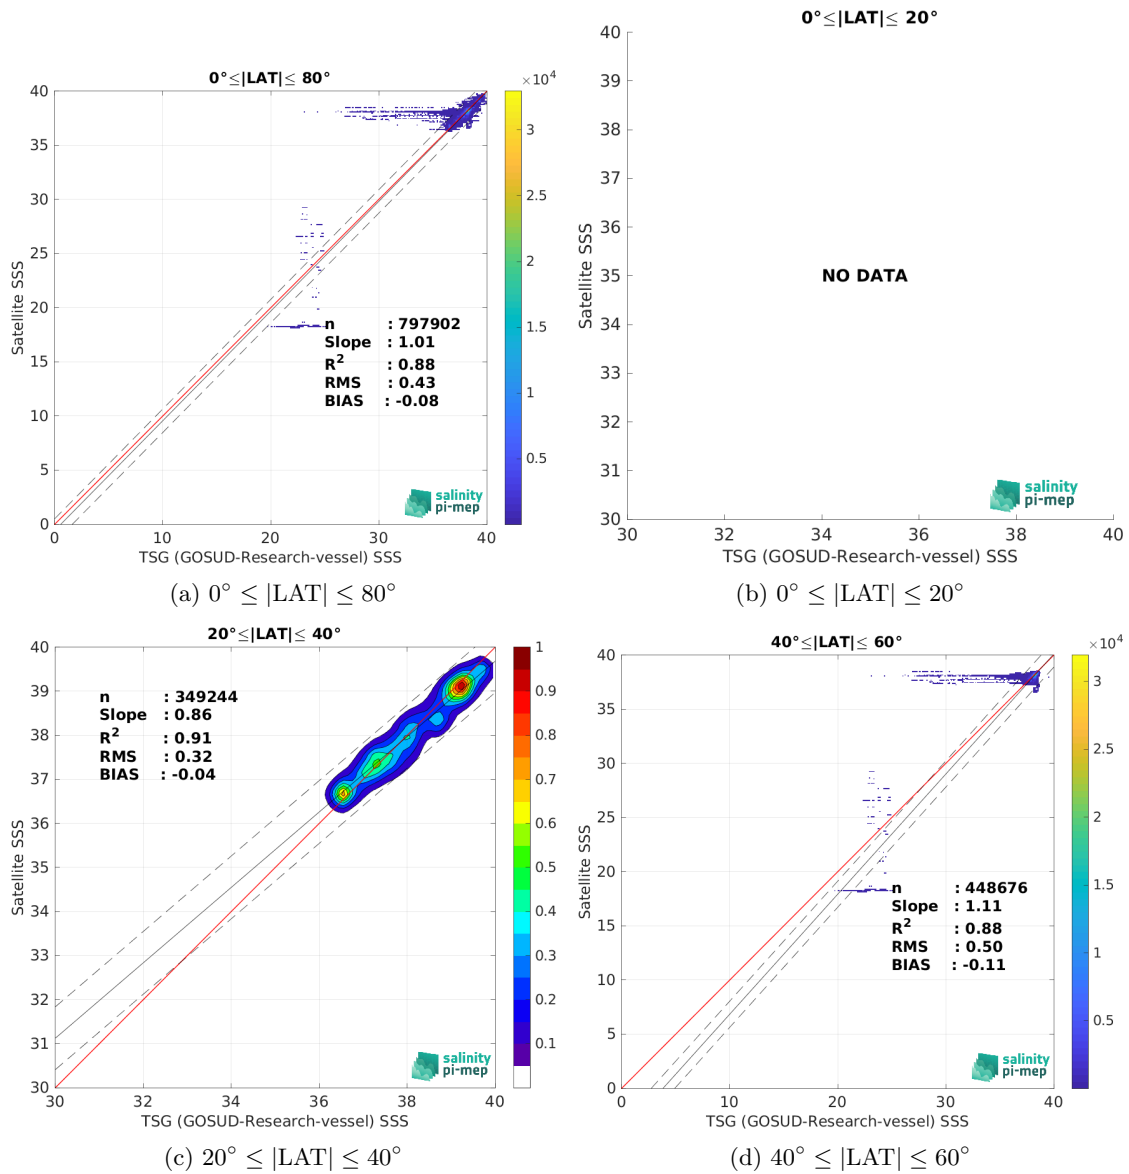 0°≤|LAT|≤ 80°
×10⁴
Satellite SSS
40
35
30
25
20
15
10
5
0
0 10 20 30 40
3
2.5
2
1.5
1
0.5
n : 797902
Slope : 1.01
R² : 0.88
RMS : 0.43
BIAS : -0.08
salinity
pi-mep
TSG (GOSUD-Research-vessel) SSS
(a) 0° ≤ |LAT| ≤ 80°
0°≤|LAT|≤ 20°
Satellite SSS
40
39
38
37
36
35
34
33
32
31
30
30 32 34 36 38 40
NO DATA
salinity
pi-mep
TSG (GOSUD-Research-vessel) SSS
(b) 0° ≤ |LAT| ≤ 20°
20°≤|LAT|≤ 40°
Satellite SSS
40
39
38
37
36
35
34
33
32
31
30
30 32 34 36 38 40
1
0.9
0.8
0.7
0.6
0.5
0.4
0.3
0.2
0.1
n : 349244
Slope : 0.86
R² : 0.91
RMS : 0.32
BIAS : -0.04
salinity
pi-mep
TSG (GOSUD-Research-vessel) SSS
(c) 20° ≤ |LAT| ≤ 40°
40°≤|LAT|≤ 60°
×10⁴
Satellite SSS
40
35
30
25
20
15
10
5
0
0 10 20 30 40
3
2.5
2
1.5
1
0.5
n : 448676
Slope : 1.11
R² : 0.88
RMS : 0.50
BIAS : -0.11
salinity
pi-mep
TSG (GOSUD-Research-vessel) SSS
(d) 40° ≤ |LAT| ≤ 60°